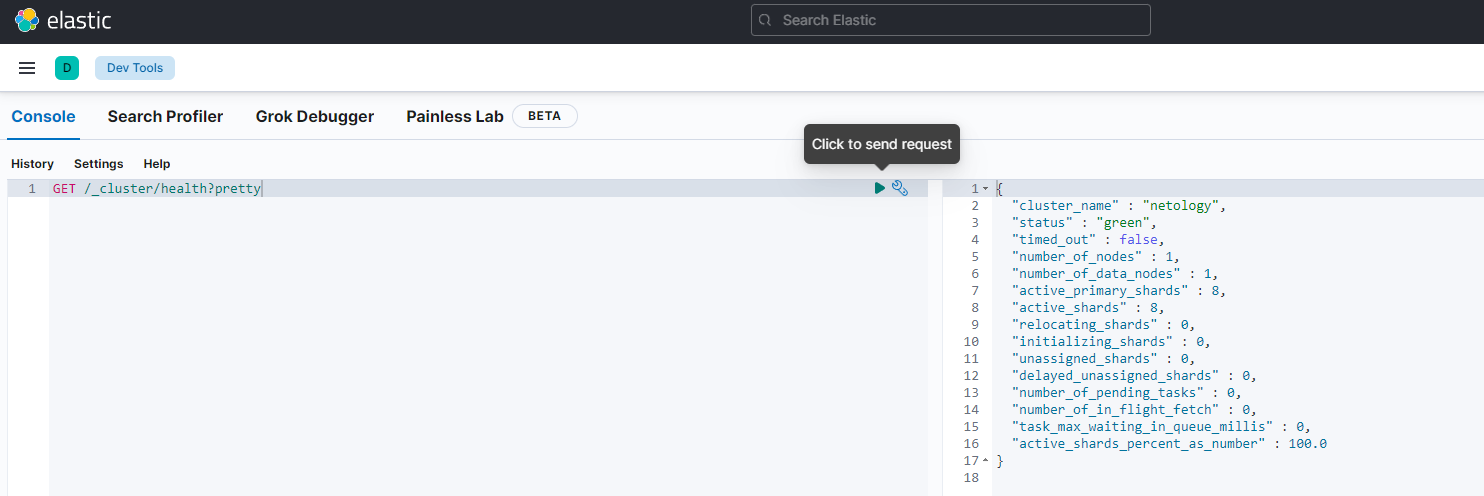 elastic
Search Elastic
D
Dev Tools
Console Search Profiler Grok Debugger Painless Lab BETA
Click to send request
History Settings Help
1 GET /_cluster/health?pretty
1 {
2 "cluster_name" : "netology",
3 "status" : "green",
4 "timed_out" : false,
5 "number_of_nodes" : 1,
6 "number_of_data_nodes" : 1,
7 "active_primary_shards" : 8,
8 "active_shards" : 8,
9 "relocating_shards" : 0,
10 "initializing_shards" : 0,
11 "unassigned_shards" : 0,
12 "delayed_unassigned_shards" : 0,
13 "number_of_pending_tasks" : 0,
14 "number_of_in_flight_fetch" : 0,
15 "task_max_waiting_in_queue_millis" : 0,
16 "active_shards_percent_as_number" : 100.0
17 }
18